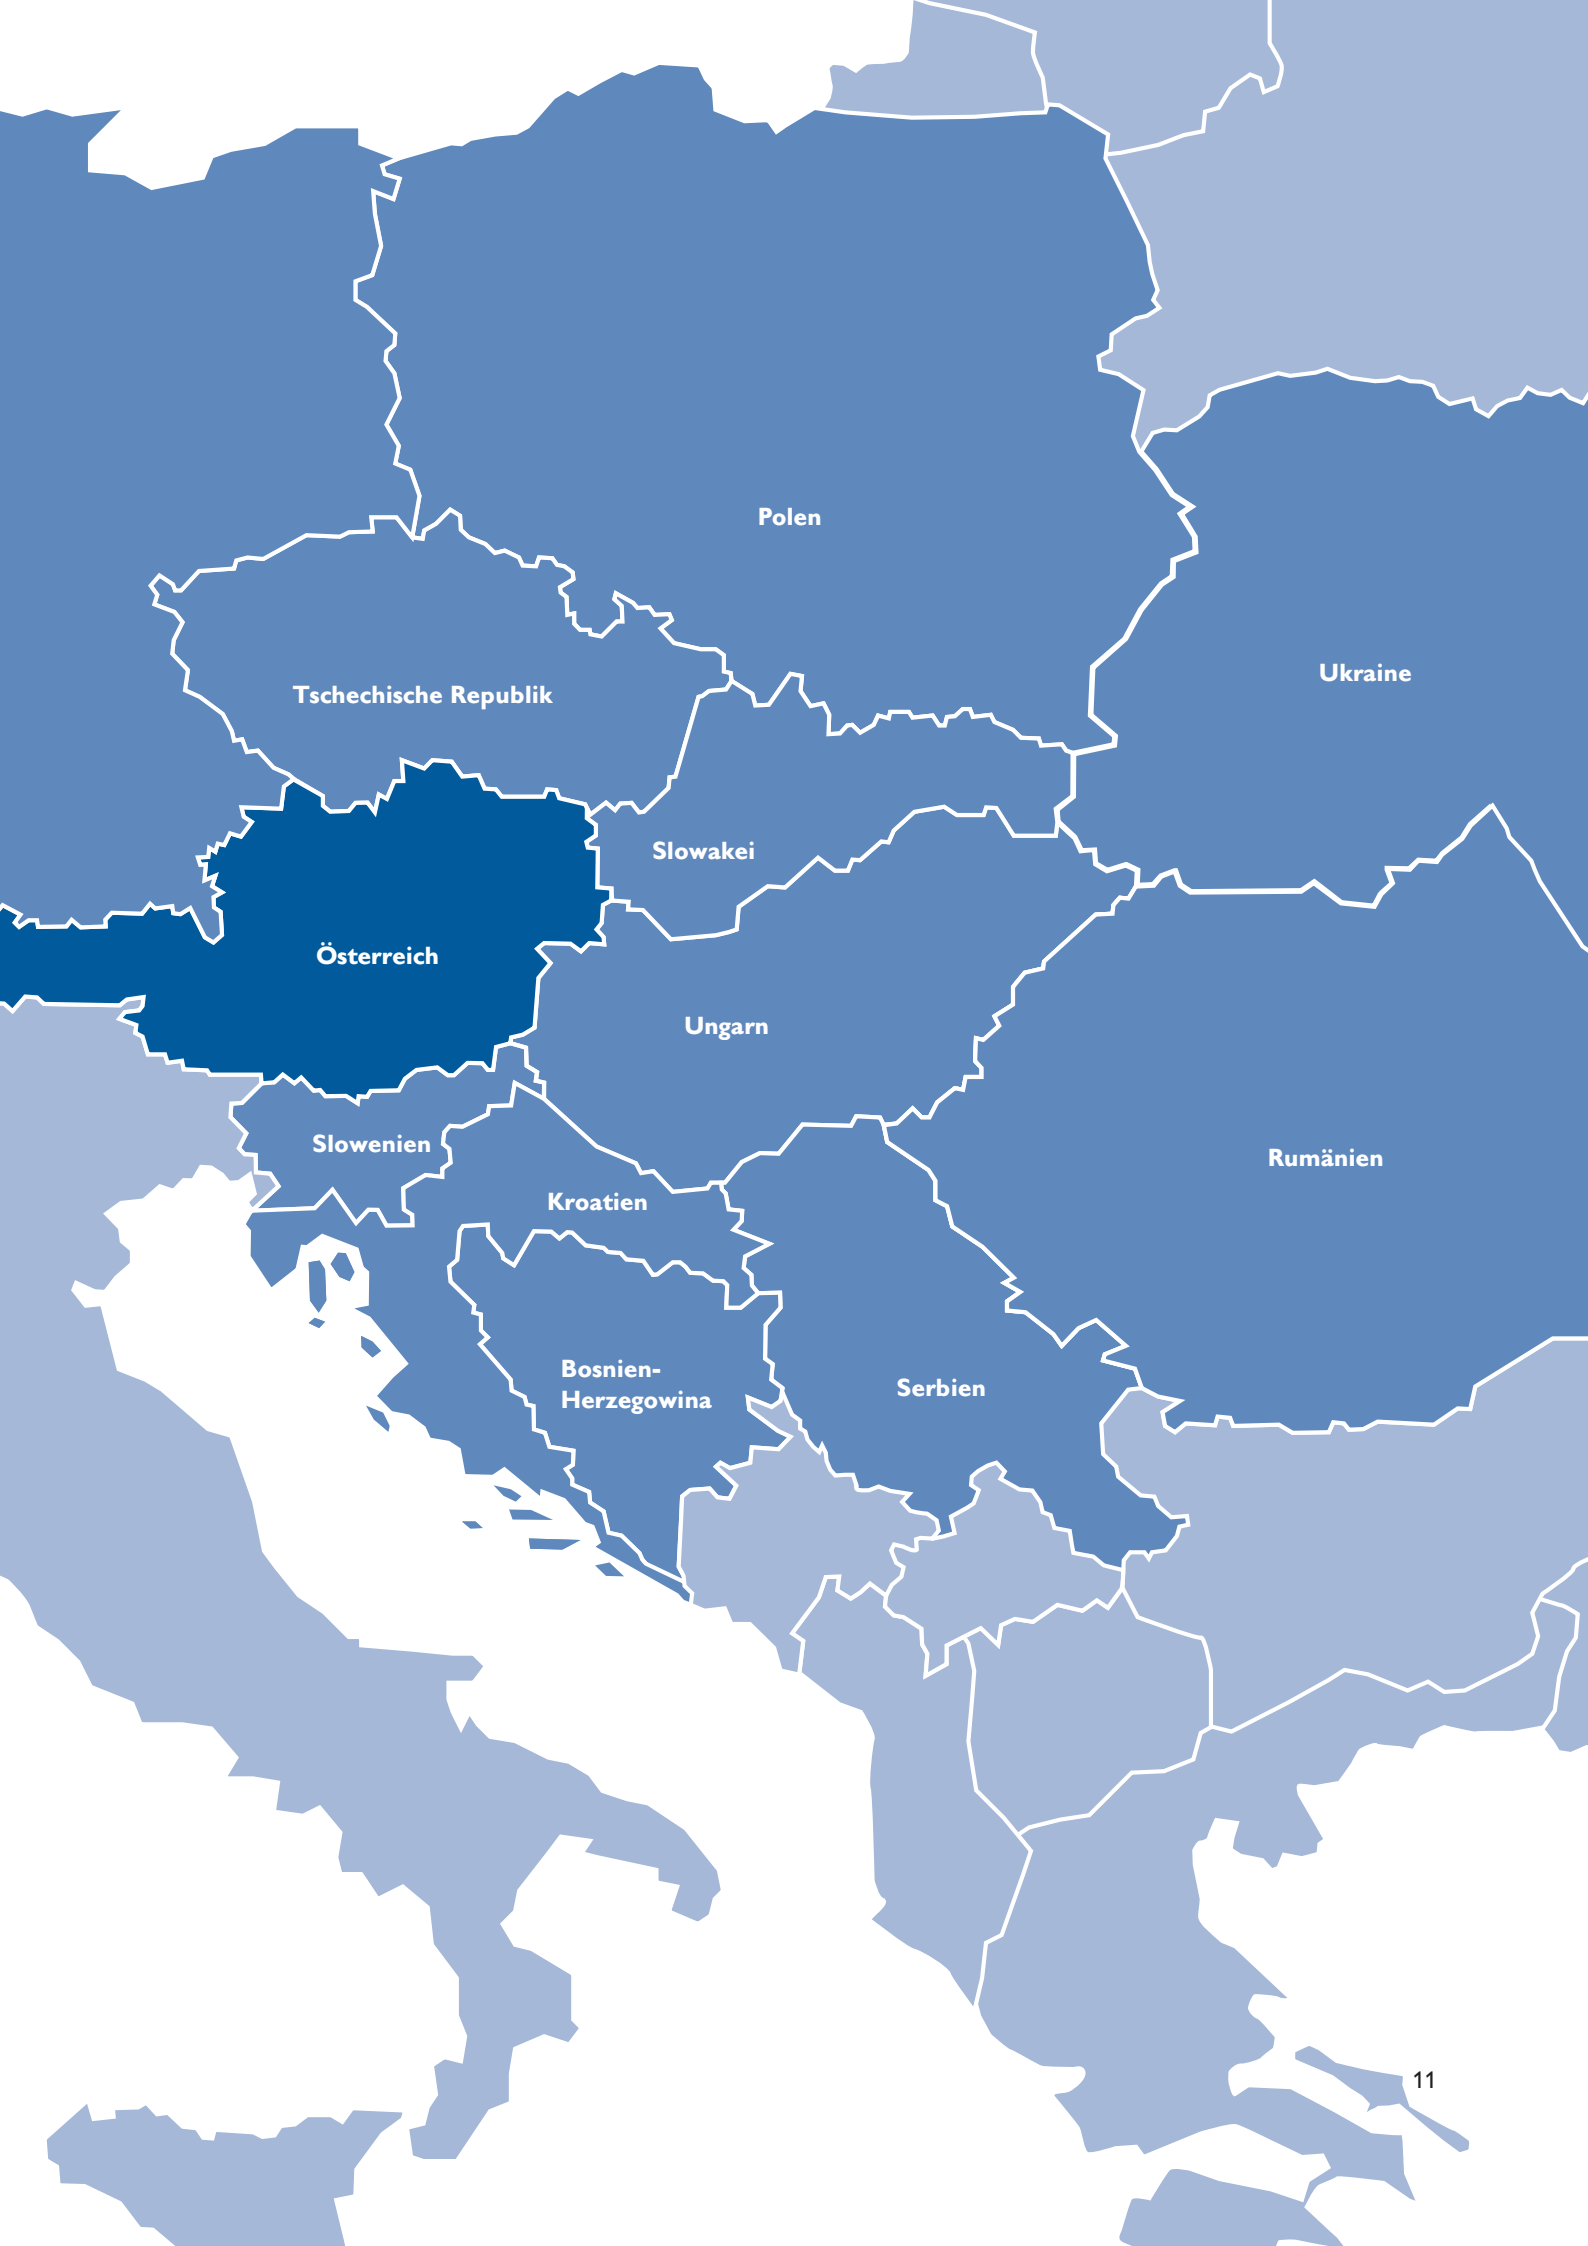 Polen
Ukraine
Tschechische Republik
Slowakei
Österreich
Ungarn
Slowenien
Rumänien
Kroatien
Bosnien-
Herzegowina
Serbien
11